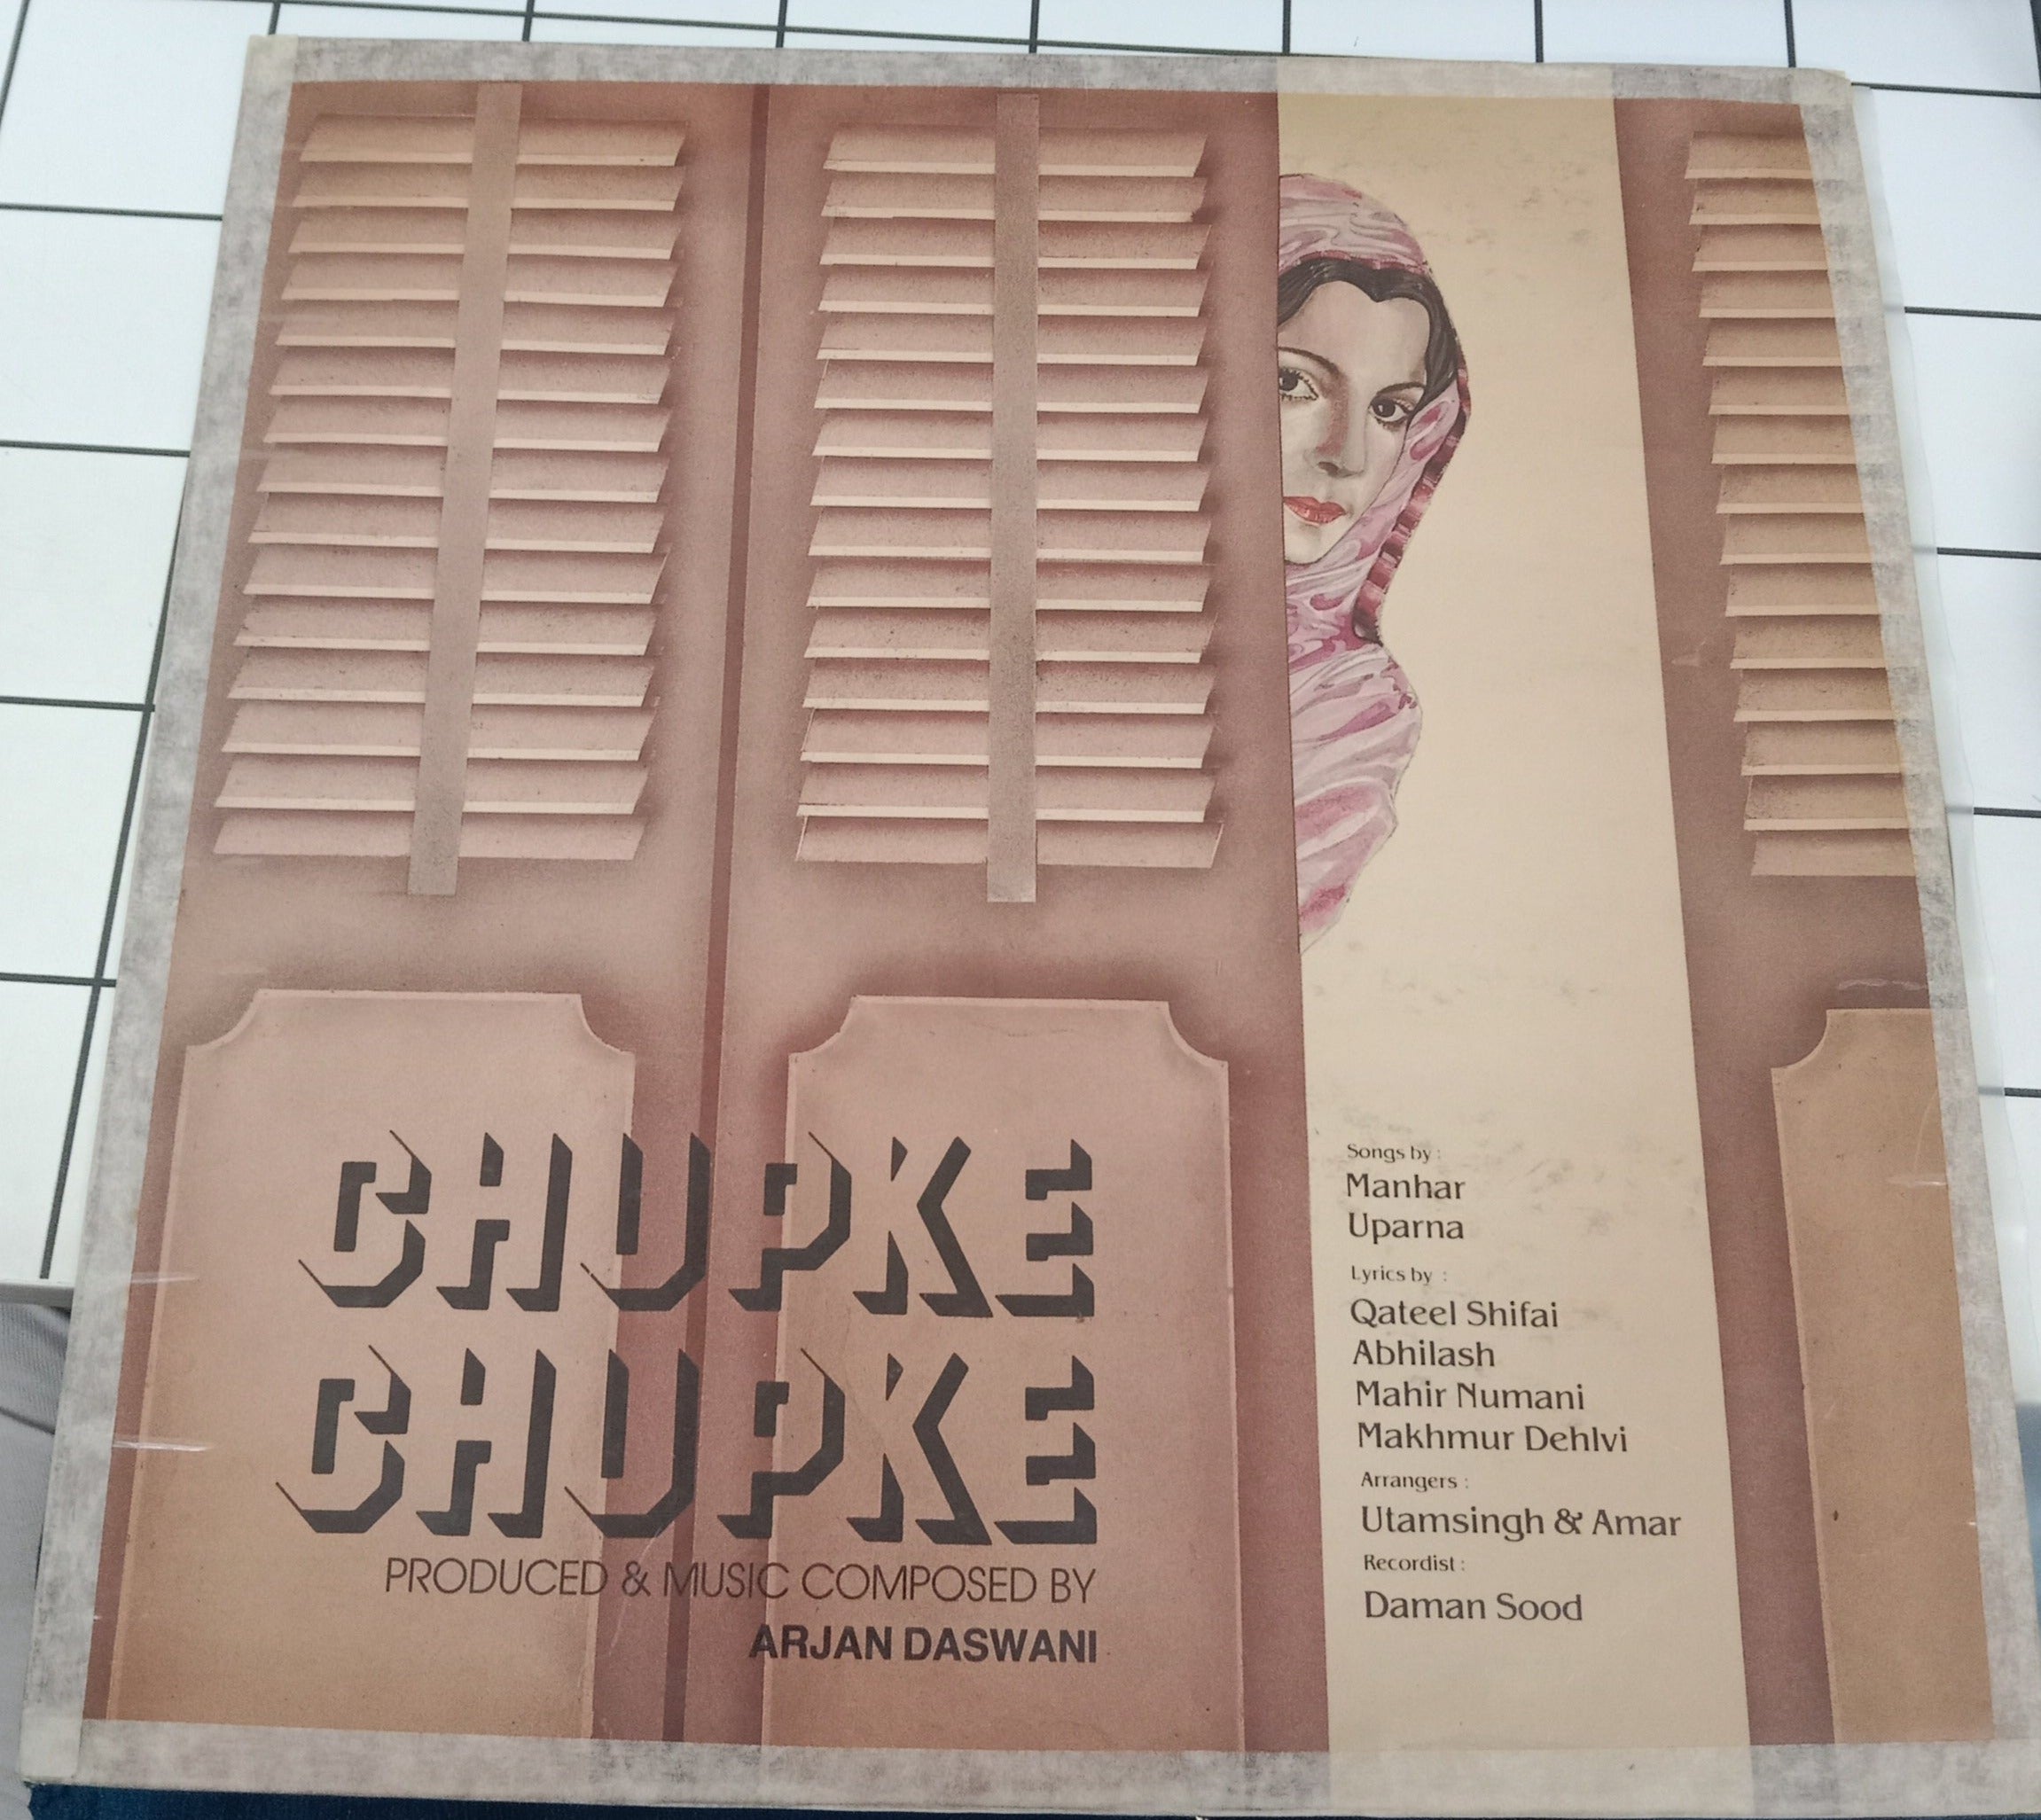 CHUPKE
CHUPKE
PRODUCED & MUSIC COMPOSED BY
ARJAN DASWANI
Songs by :
Manhar
Uparna
Lyrics by :
Qateel Shifai
Abhilash
Mahir Numani
Makhmur Dehlvi
Arrangers :
Utamsingh & Amar
Recordist :
Daman Sood